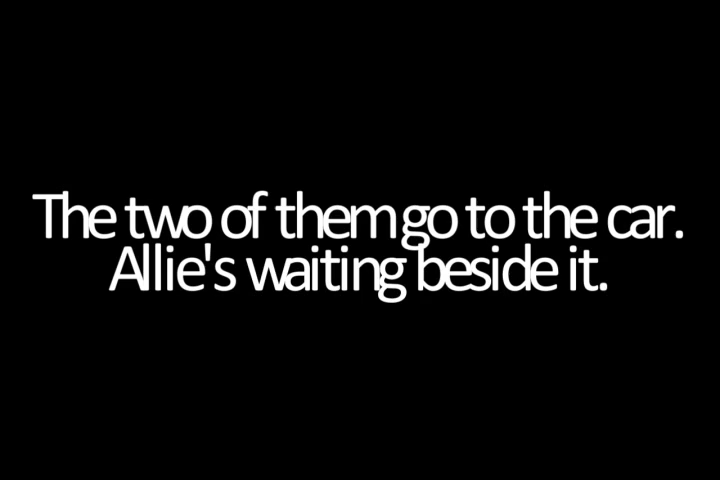 The two of them go to the car.
Allie's waiting beside it.